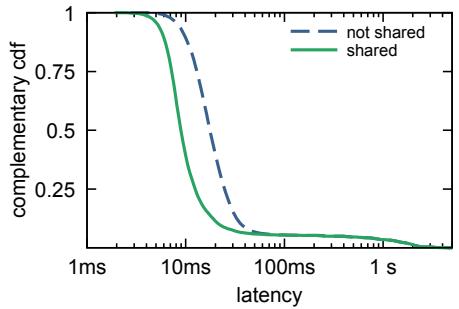 complementary cdf
1
0.75
0.5
0.25
not shared
shared
1ms
10ms
100ms
1 s
latency